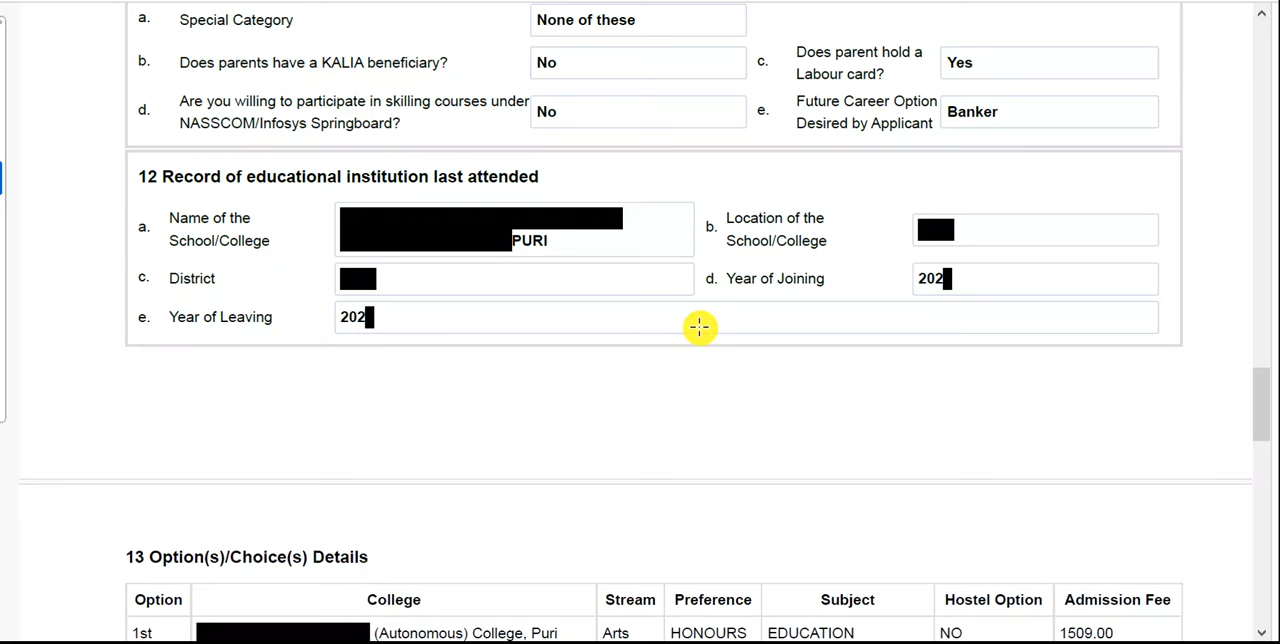 a. Special Category None of these
b. Does parents have a KALIA beneficiary? No c. Does parent hold a
Labour card? Yes
d. Are you willing to participate in skilling courses under
NASSCOM/Infosys Springboard? No e. Future Career Option
Desired by Applicant Banker
12 Record of educational institution last attended
a. Name of the
School/College PURI b. Location of the
School/College
c. District d. Year of Joining 202
e. Year of Leaving 202
13 Option(s)/Choice(s) Details
Option College Stream Preference Subject Hostel Option Admission Fee
1st (Autonomous) College, Puri Arts HONOURS EDUCATION NO 1509.00